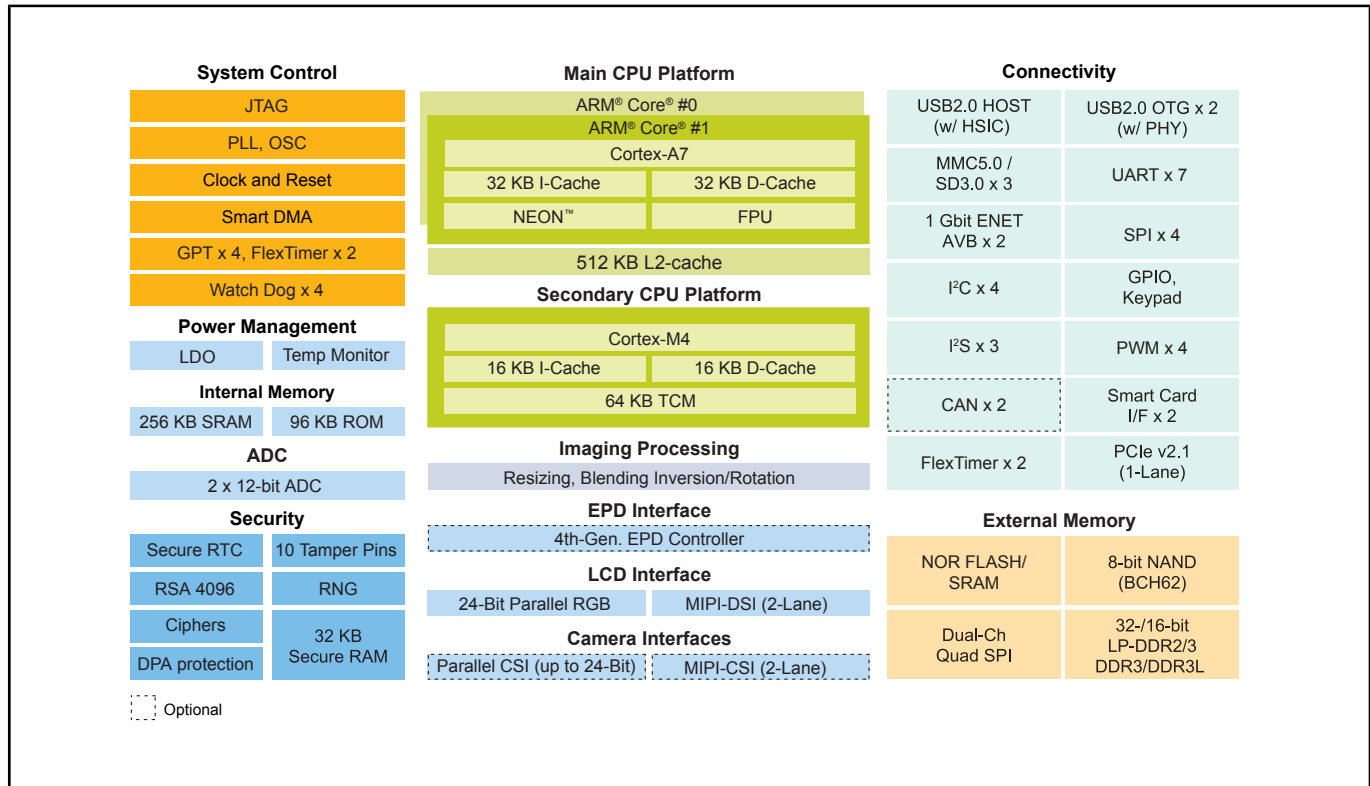 System Control
JTAG
PLL, OSC
Clock and Reset
Smart DMA
GPT x 4, FlexTimer x 2
Watch Dog x 4
Power Management
LDO
Temp Monitor
Internal Memory
256 KB SRAM
96 KB ROM
ADC
2 x 12-bit ADC
Security
Secure RTC
10 Tamper Pins
RSA 4096
RNG
Ciphers
DPA protection
32 KB
Secure RAM
Optional
Main CPU Platform
ARM® Core® #0
ARM® Core® #1
Cortex-A7
32 KB I-Cache
32 KB D-Cache
NEON™
FPU
512 KB L2-cache
Secondary CPU Platform
Cortex-M4
16 KB I-Cache
16 KB D-Cache
64 KB TCM
Imaging Processing
Resizing, Blending Inversion/Rotation
EPD Interface
4th-Gen. EPD Controller
LCD Interface
24-Bit Parallel RGB
MIPI-DSI (2-Lane)
Camera Interfaces
Parallel CSI (up to 24-Bit)
MIPI-CSI (2-Lane)
Connectivity
USB2.0 HOST
(w/ HSIC)
USB2.0 OTG x 2
(w/ PHY)
MMC5.0 /
SD3.0 x 3
UART x 7
1 Gbit ENET
AVB x 2
SPI x 4
I²C x 4
GPIO,
Keypad
I²S x 3
PWM x 4
CAN x 2
Smart Card
I/F x 2
FlexTimer x 2
PCIe v2.1
(1-Lane)
External Memory
NOR FLASH/
SRAM
8-bit NAND
(BCH62)
Dual-Ch
Quad SPI
32-/16-bit
LP-DDR2/3
DDR3/DDR3L